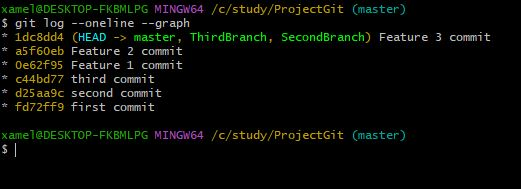 xamel@DESKTOP-FKBMLPG MINGW64 /c/study/ProjectGit (master)
$ git log --oneline --graph
* 1dc8dd4 (HEAD -> master, ThirdBranch, SecondBranch) Feature 3 commit
* a5f60eb Feature 2 commit
* 0e62f95 Feature 1 commit
* c44bd77 third commit
* d25aa9c second commit
* fd72ff9 first commit
xamel@DESKTOP-FKBMLPG MINGW64 /c/study/ProjectGit (master)
$